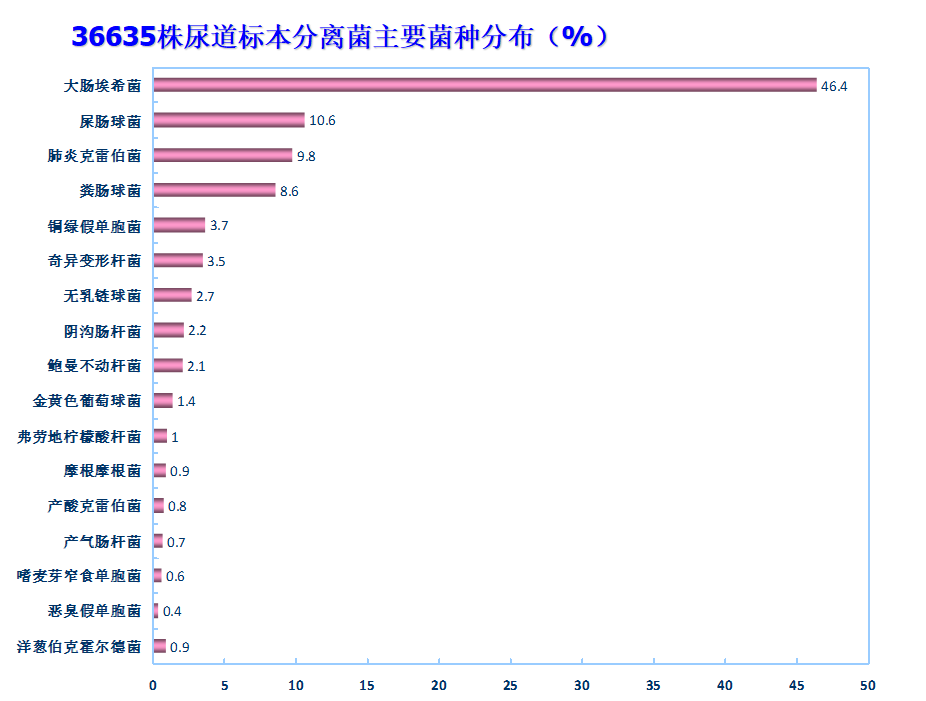 36635株尿道标本分离菌主要菌种分布（%）
大肠埃希菌 46.4
屎肠球菌 10.6
肺炎克雷伯菌 9.8
粪肠球菌 8.6
铜绿假单胞菌 3.7
奇异变形杆菌 3.5
无乳链球菌 2.7
阴沟肠杆菌 2.2
鲍曼不动杆菌 2.1
金黄色葡萄球菌 1.4
弗劳地柠檬酸杆菌 1
摩根摩根菌 0.9
产酸克雷伯菌 0.8
产气肠杆菌 0.7
嗜麦芽窄食单胞菌 0.6
恶臭假单胞菌 0.4
洋葱伯克霍尔德菌 0.9
0 5 10 15 20 25 30 35 40 45 50